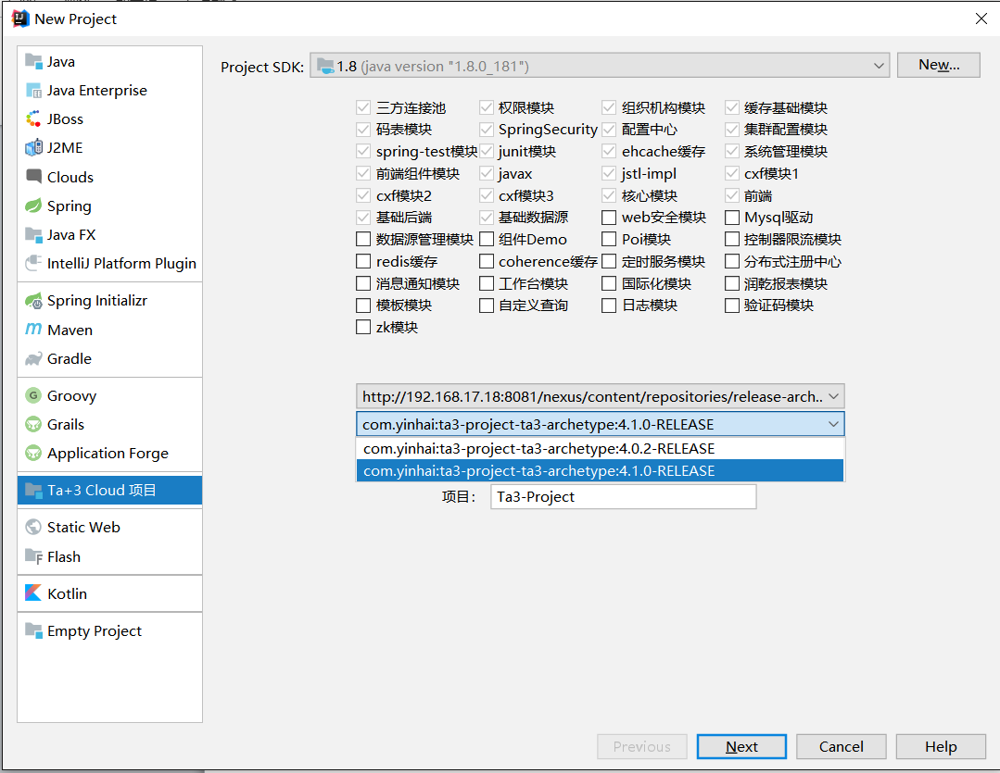 New Project
Java
Java Enterprise
JBoss
J2ME
Clouds
Spring
Java FX
IntelliJ Platform Plugin
Spring Initializr
Maven
Gradle
Groovy
Grails
Application Forge
Ta+3 Cloud 项目
Static Web
Flash
Kotlin
Empty Project
Project SDK: 1.8 (java version "1.8.0_181") New...
三方连接池 权限模块 组织机构模块 缓存基础模块
码表模块 SpringSecurity 配置中心 集群配置模块
spring-test模块 junit模块 ehcache缓存 系统管理模块
前端组件模块 javax jstl-impl cxf模块1
cxf模块2 cxf模块3 核心模块 前端
基础后端 基础数据源 web安全模块 Mysql驱动
数据源管理模块 组件Demo Poi模块 控制器限流模块
redis缓存 coherence缓存 定时服务模块 分布式注册中心
消息通知模块 工作台模块 国际化模块 润乾报表模块
模板模块 自定义查询 日志模块 验证码模块
zk模块
http://192.168.17.18:8081/nexus/content/repositories/release-arch..
com.yinhai:ta3-project-ta3-archetype:4.1.0-RELEASE
com.yinhai:ta3-project-ta3-archetype:4.0.2-RELEASE
com.yinhai:ta3-project-ta3-archetype:4.1.0-RELEASE
项目： Ta3-Project
Previous Next Cancel Help